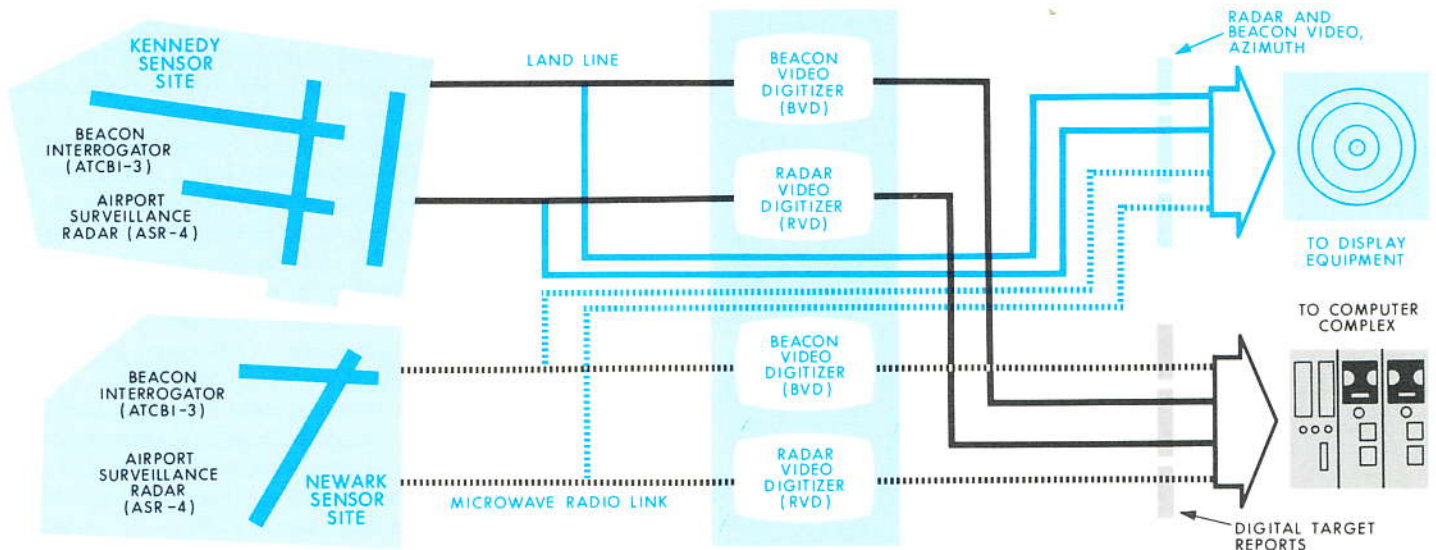 KENNEDY
SENSOR
SITE
BEACON
INTERROGATOR
(ATCBI-3)
AIRPORT
SURVEILLANCE
RADAR (ASR-4)
LAND LINE
BEACON
VIDEO
DIGITIZER
(BVD)
RADAR
VIDEO
DIGITIZER
(RVD)
RADAR AND
BEACON VIDEO,
AZIMUTH
TO DISPLAY
EQUIPMENT
BEACON
INTERROGATOR
(ATCBI-3)
AIRPORT
SURVEILLANCE
RADAR
(ASR-4)
NEWARK
SENSOR
SITE
MICROWAVE RADIO LINK
BEACON
VIDEO
DIGITIZER
(BVD)
RADAR
VIDEO
DIGITIZER
(RVD)
TO COMPUTER
COMPLEX
DIGITAL TARGET
REPORTS